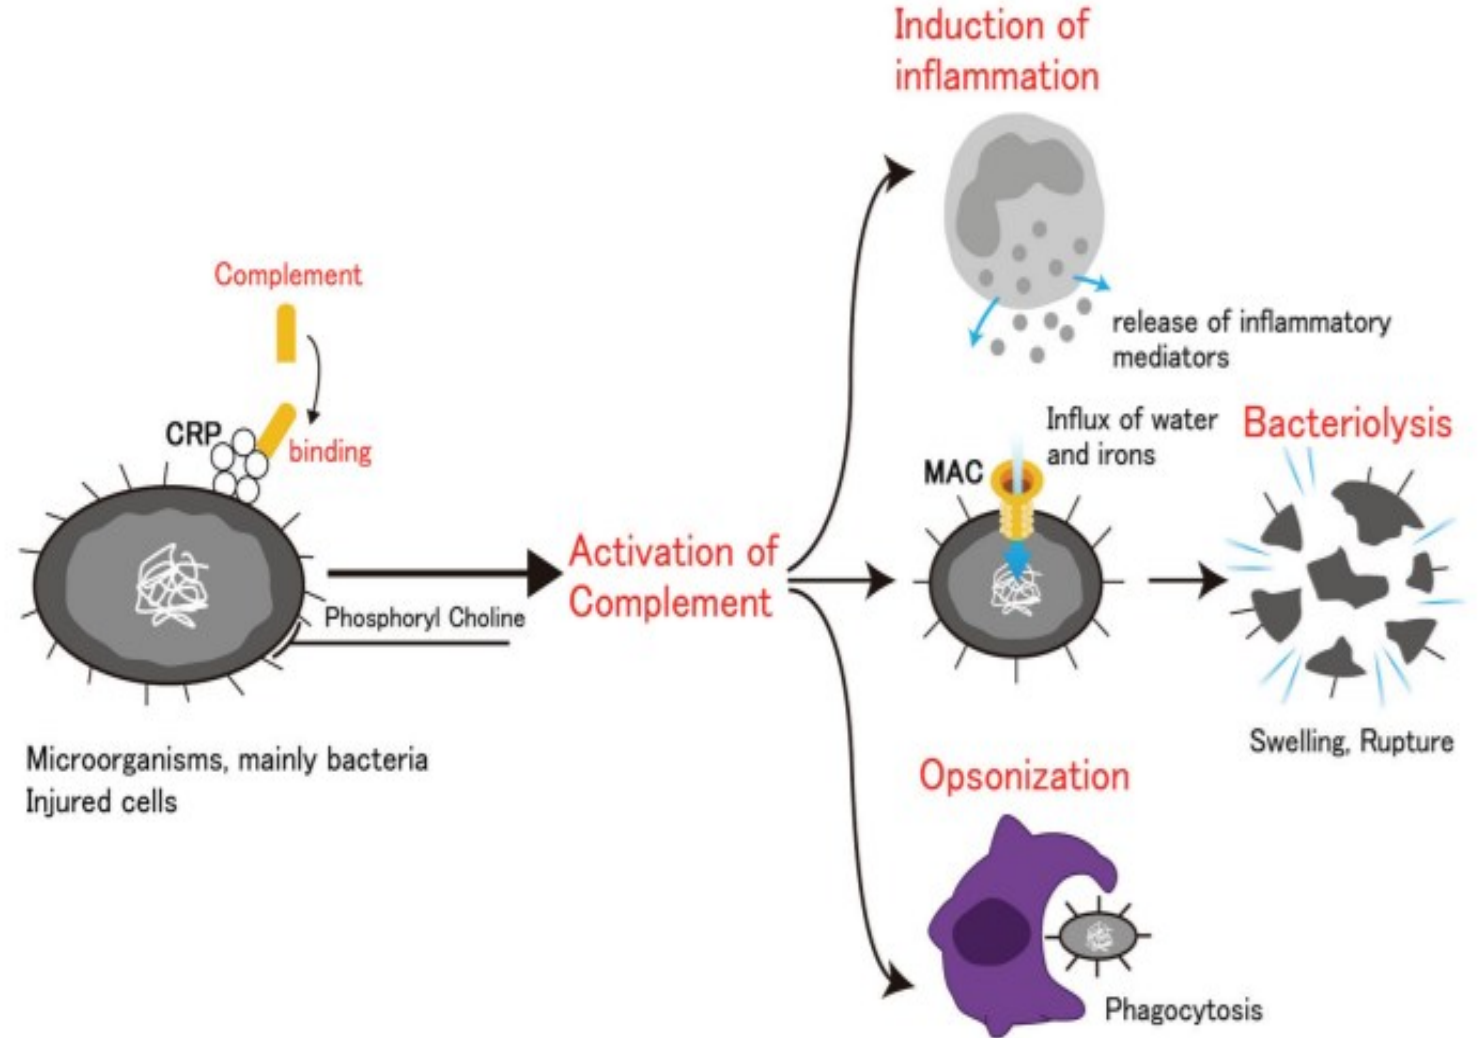 Induction of
inflammation
release of inflammatory
mediators
Complement
CRP
binding
Phosphoryl Choline
Microorganisms, mainly bacteria
Injured cells
Activation of
Complement
Influx of water
and irons
MAC
Bacteriolysis
Swelling, Rupture
Opsonization
Phagocytosis